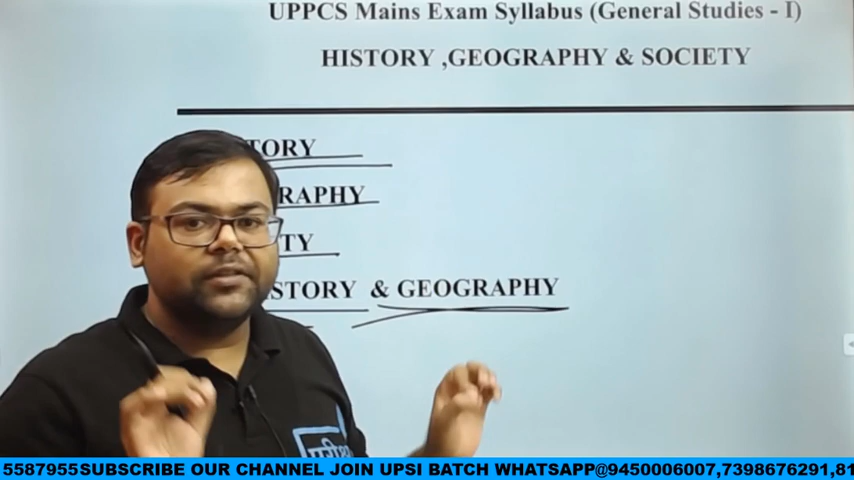 UPPCS Mains Exam Syllabus (General Studies - I)
HISTORY ,GEOGRAPHY & SOCIETY
TORY
RAPHY
TY
STORY & GEOGRAPHY
परीक्ष
5587955SUBSCRIBE OUR CHANNEL JOIN UPSI BATCH WHATSAPP@9450006007,7398676291,81